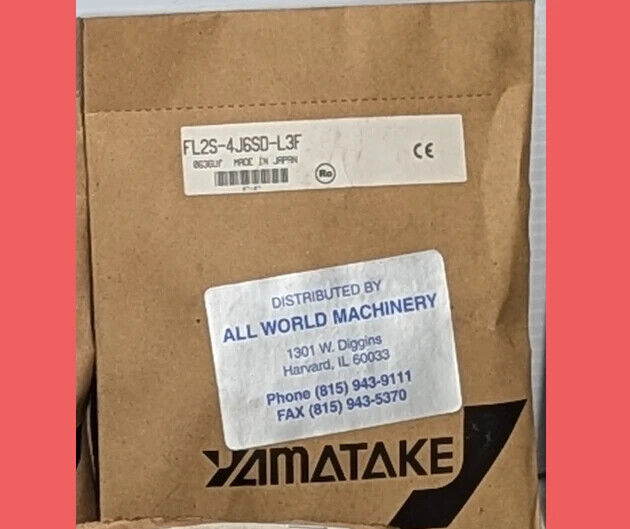 FL2S-4J6SD-L3F
MADE IN JAPAN
Ro
CE
DISTRIBUTED BY
ALL WORLD MACHINERY
1301 W. Diggins
Harvard, IL 60033
Phone (815) 943-9111
FAX (815) 943-5370
YAMATAKE